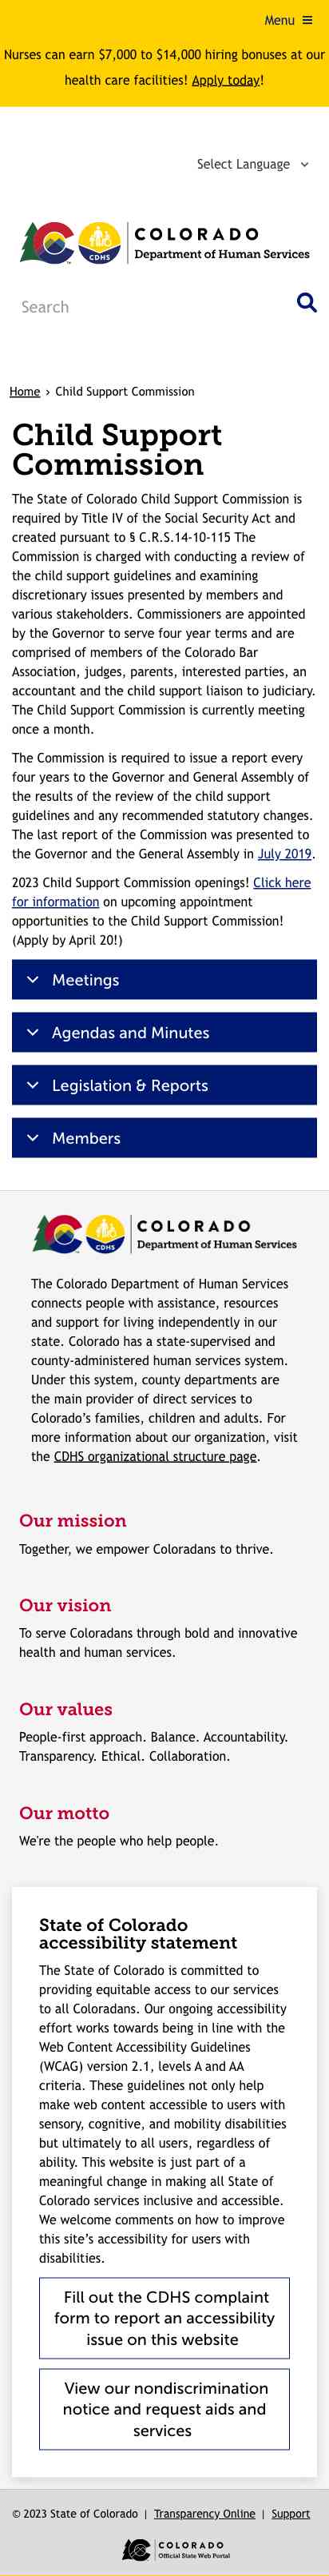 Menu
Nurses can earn $7,000 to $14,000 hiring bonuses at our
health care facilities! Apply today!
Select Language
COLORADO
CDHS
Department of Human Services
Search
Home › Child Support Commission
Child Support
Commission
The State of Colorado Child Support Commission is
required by Title IV of the Social Security Act and
created pursuant to § C.R.S.14-10-115 The
Commission is charged with conducting a review of
the child support guidelines and examining
discretionary issues presented by members and
various stakeholders. Commissioners are appointed
by the Governor to serve four year terms and are
comprised of members of the Colorado Bar
Association, judges, parents, interested parties, an
accountant and the child support liaison to judiciary.
The Child Support Commission is currently meeting
once a month.
The Commission is required to issue a report every
four years to the Governor and General Assembly of
the results of the review of the child support
guidelines and any recommended statutory changes.
The last report of the Commission was presented to
the Governor and the General Assembly in July 2019.
2023 Child Support Commission openings! Click here
for information on upcoming appointment
opportunities to the Child Support Commission!
(Apply by April 20!)
Meetings
Agendas and Minutes
Legislation & Reports
Members
COLORADO
CDHS
Department of Human Services
The Colorado Department of Human Services
connects people with assistance, resources
and support for living independently in our
state. Colorado has a state-supervised and
county-administered human services system.
Under this system, county departments are
the main provider of direct services to
Colorado’s families, children and adults. For
more information about our organization, visit
the CDHS organizational structure page.
Our mission
Together, we empower Coloradans to thrive.
Our vision
To serve Coloradans through bold and innovative
health and human services.
Our values
People-first approach. Balance. Accountability.
Transparency. Ethical. Collaboration.
Our motto
We're the people who help people.
State of Colorado
accessibility statement
The State of Colorado is committed to
providing equitable access to our services
to all Coloradans. Our ongoing accessibility
effort works towards being in line with the
Web Content Accessibility Guidelines
(WCAG) version 2.1, levels A and AA
criteria. These guidelines not only help
make web content accessible to users with
sensory, cognitive, and mobility disabilities
but ultimately to all users, regardless of
ability. This website is just part of a
meaningful change in making all State of
Colorado services inclusive and accessible.
We welcome comments on how to improve
this site’s accessibility for users with
disabilities.
Fill out the CDHS complaint
form to report an accessibility
issue on this website
View our nondiscrimination
notice and request aids and
services
© 2023 State of Colorado | Transparency Online | Support
COLORADO
Official State Web Portal